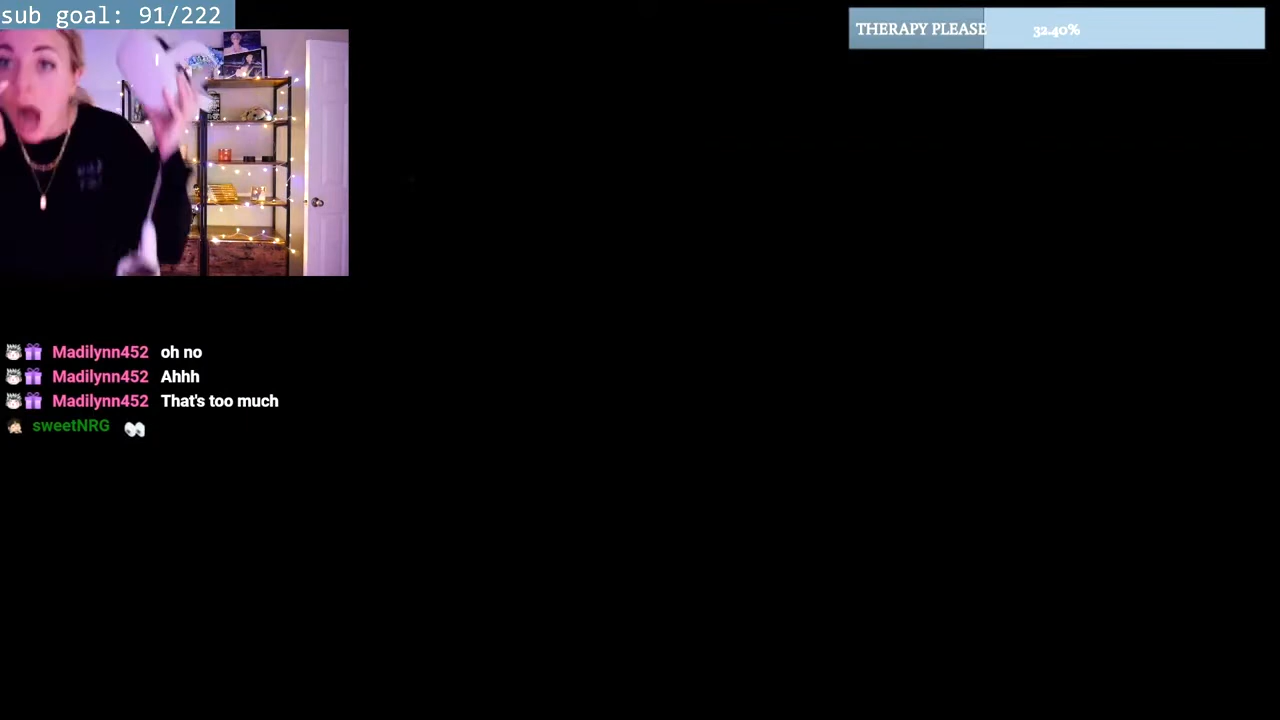 sub goal: 91/222
THERAPY PLEASE 32.40%
Madilynn452 oh no
Madilynn452 Ahhh
Madilynn452 That's too much
sweetNRG